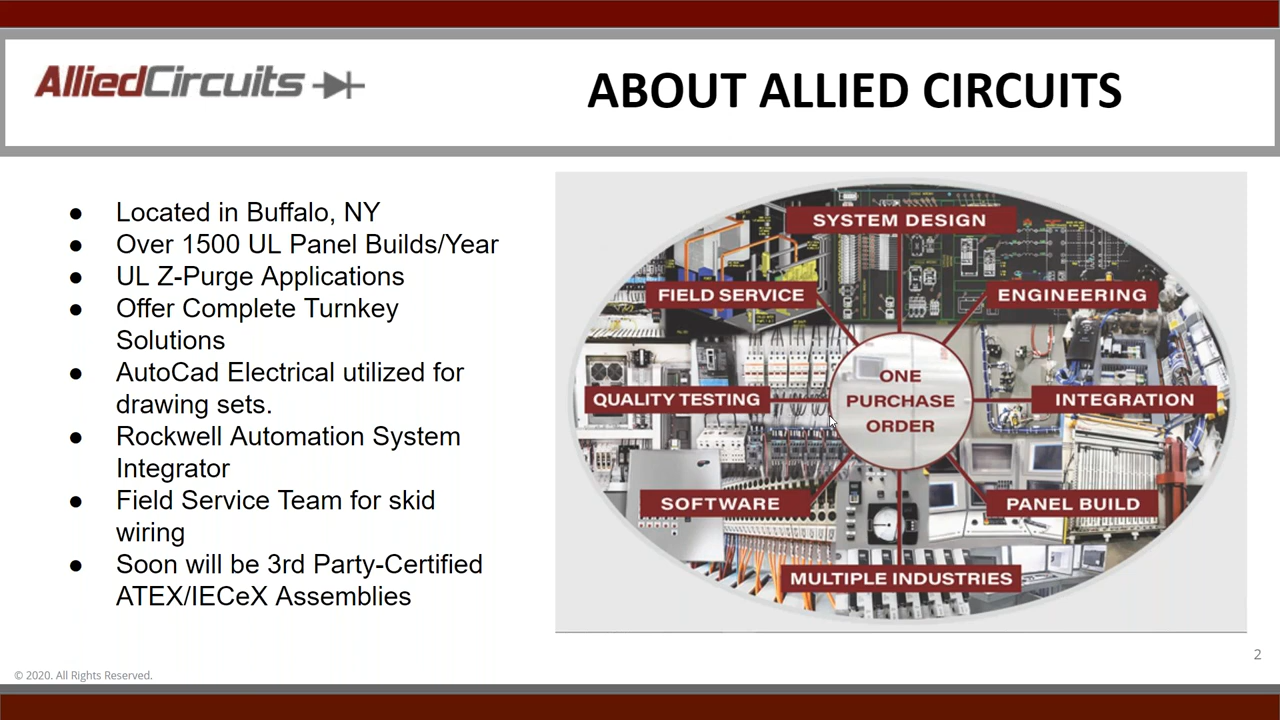 AlliedCircuits
ABOUT ALLIED CIRCUITS
● Located in Buffalo, NY
● Over 1500 UL Panel Builds/Year
● UL Z-Purge Applications
● Offer Complete Turnkey
Solutions
● AutoCad Electrical utilized for
drawing sets.
● Rockwell Automation System
Integrator
● Field Service Team for skid
wiring
● Soon will be 3rd Party-Certified
ATEX/IECeX Assemblies
SYSTEM DESIGN
FIELD SERVICE
ENGINEERING
QUALITY TESTING
ONE
PURCHASE
ORDER
INTEGRATION
SOFTWARE
PANEL BUILD
MULTIPLE INDUSTRIES
2
© 2020. All Rights Reserved.